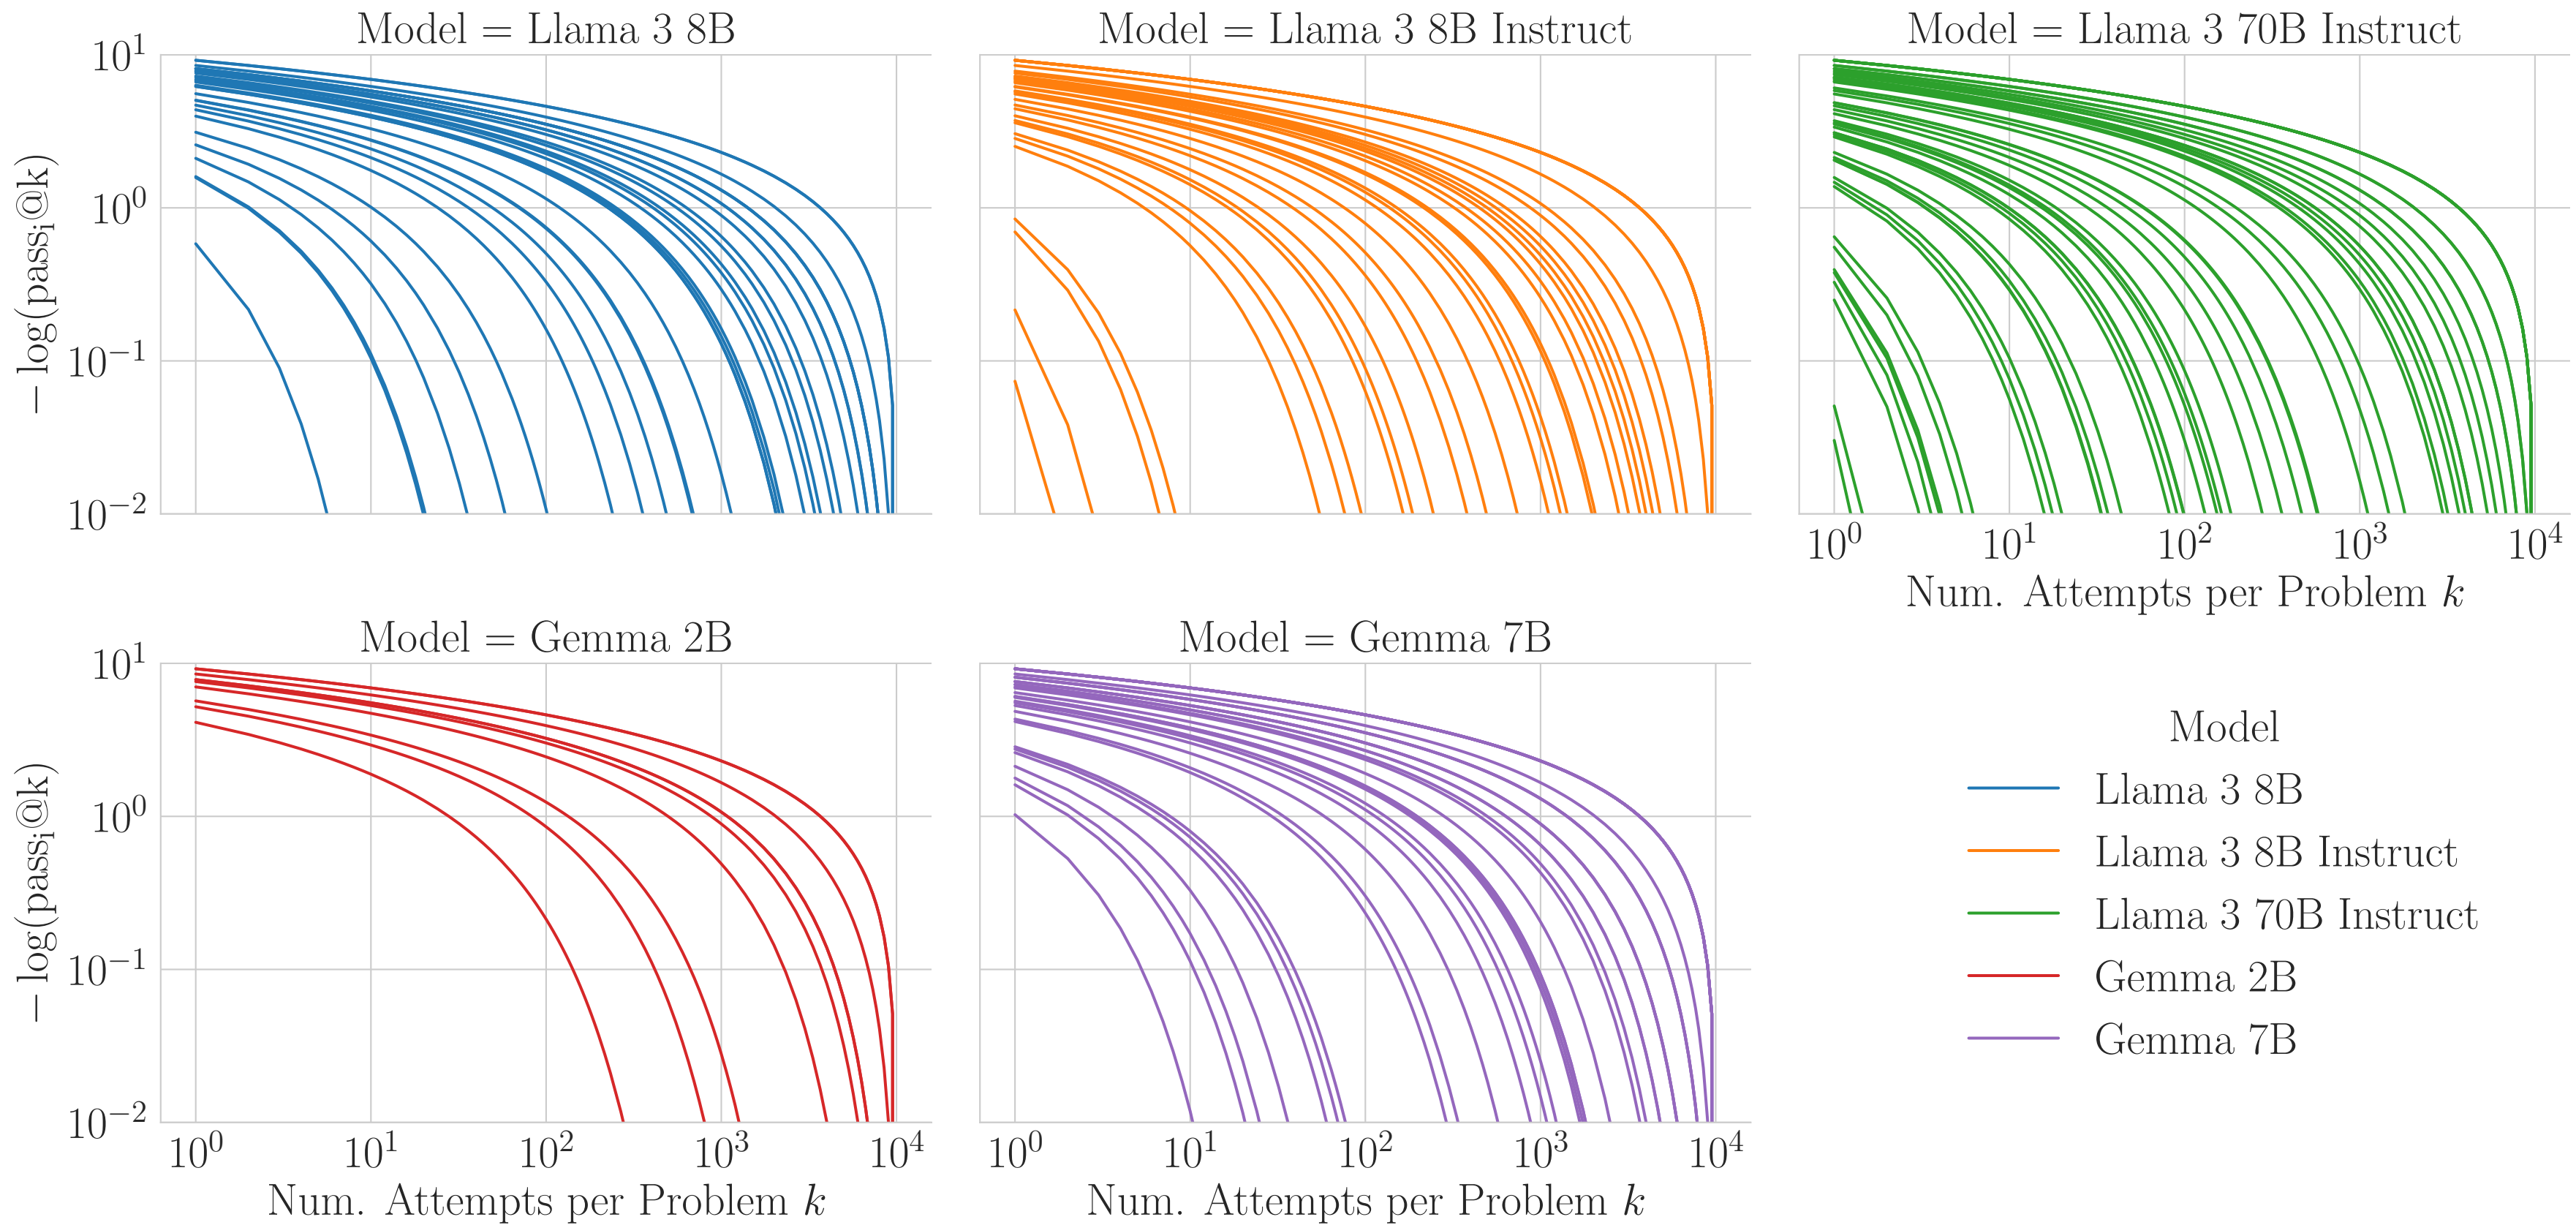 Model = Llama 3 8B
Model = Llama 3 8B Instruct
Model = Llama 3 70B Instruct
− log(pass_i@k)
10^1
10^0
10^−1
10^−2
10^0 10^1 10^2 10^3 10^4
Num. Attempts per Problem k
Model = Gemma 2B
Model = Gemma 7B
− log(pass_i@k)
10^1
10^0
10^−1
10^−2
10^0 10^1 10^2 10^3 10^4
Num. Attempts per Problem k
10^0 10^1 10^2 10^3 10^4
Num. Attempts per Problem k
Model
Llama 3 8B
Llama 3 8B Instruct
Llama 3 70B Instruct
Gemma 2B
Gemma 7B